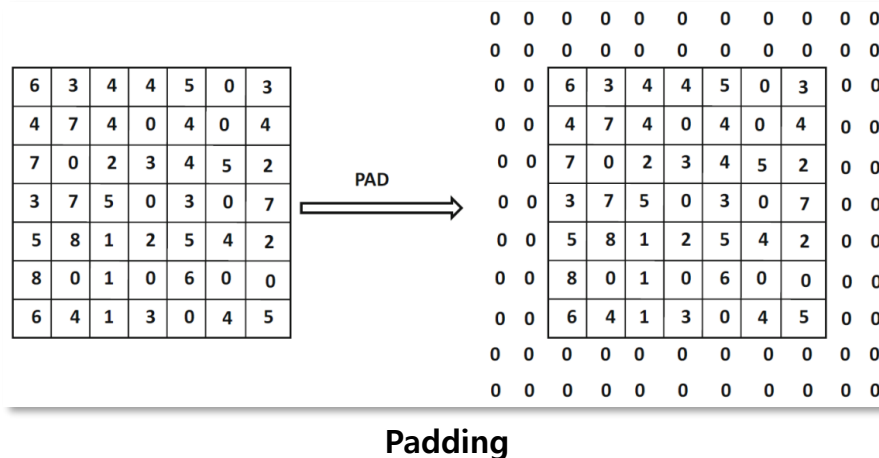 0 0 0 0 0 0 0 0 0 0 0
0 0 0 0 0 0 0 0 0 0 0
6 3 4 4 5 0 3 0 0 6 3 4 4 5 0 3 0 0
4 7 4 0 4 0 4 0 0 4 7 4 0 4 0 4 0 0
7 0 2 3 4 5 2 0 0 7 0 2 3 4 5 2 0 0
PAD
3 7 5 0 3 0 7 0 0 3 7 5 0 3 0 7 0 0
5 8 1 2 5 4 2 0 0 5 8 1 2 5 4 2 0 0
8 0 1 0 6 0 0 0 0 8 0 1 0 6 0 0 0 0
6 4 1 3 0 4 5 0 0 6 4 1 3 0 4 5 0 0
0 0 0 0 0 0 0 0 0 0 0
0 0 0 0 0 0 0 0 0 0 0
Padding